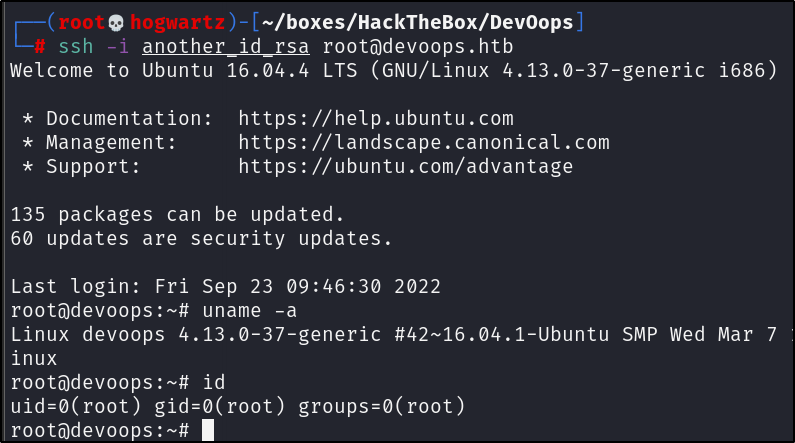 ┌──(root💀hogwartz)-[~/boxes/HackTheBox/DevOops]
└─# ssh -i another_id_rsa root@devoops.htb
Welcome to Ubuntu 16.04.4 LTS (GNU/Linux 4.13.0-37-generic i686)
* Documentation:  https://help.ubuntu.com
* Management:     https://landscape.canonical.com
* Support:        https://ubuntu.com/advantage
135 packages can be updated.
60 updates are security updates.
Last login: Fri Sep 23 09:46:30 2022
root@devoops:~# uname -a
Linux devoops 4.13.0-37-generic #42~16.04.1-Ubuntu SMP Wed Mar 7
inux
root@devoops:~# id
uid=0(root) gid=0(root) groups=0(root)
root@devoops:~#